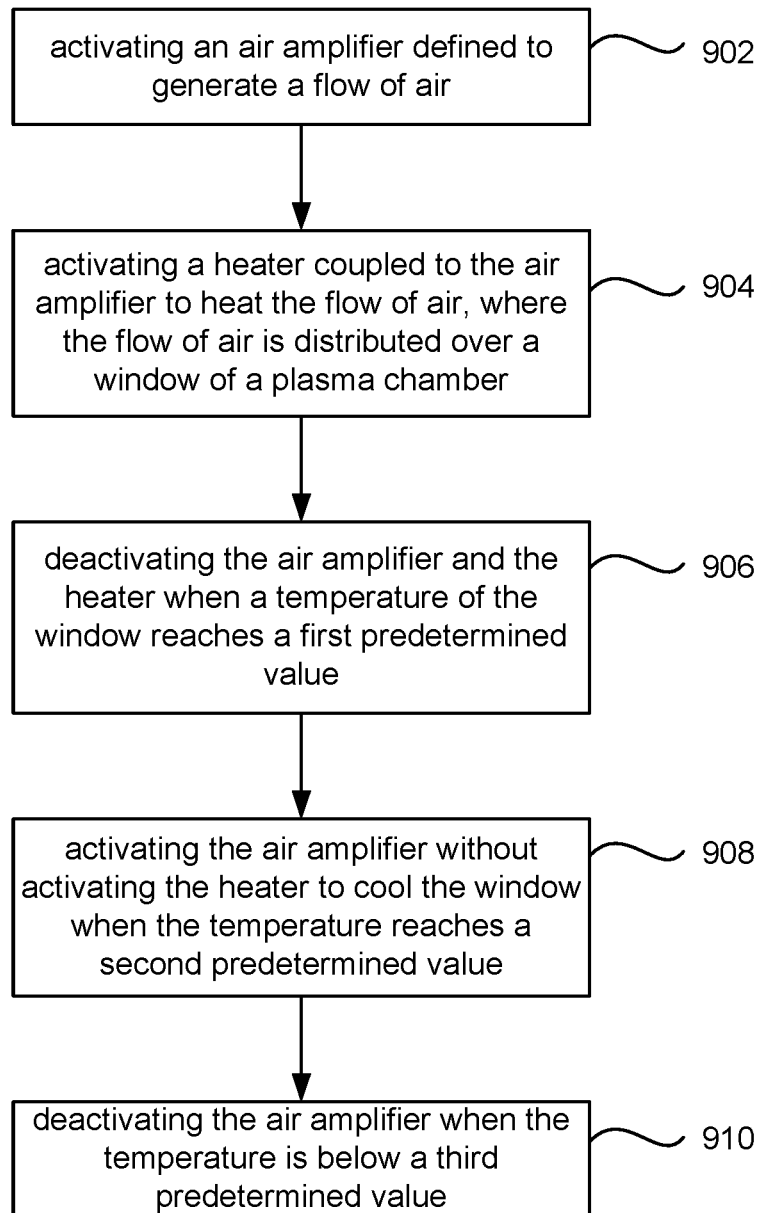 activating an air amplifier defined to
generate a flow of air
902
activating a heater coupled to the air
amplifier to heat the flow of air, where
the flow of air is distributed over a
window of a plasma chamber
904
deactivating the air amplifier and the
heater when a temperature of the
window reaches a first predetermined
value
906
activating the air amplifier without
activating the heater to cool the window
when the temperature reaches a
second predetermined value
908
deactivating the air amplifier when the
temperature is below a third
predetermined value
910